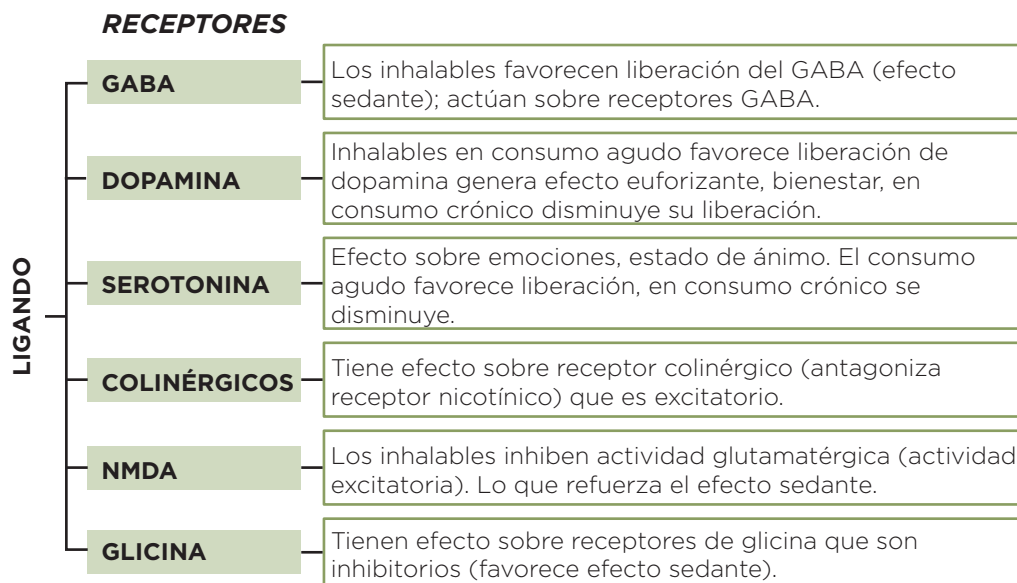 RECEPTORES
LIGANDO
GABA
Los inhalables favorecen liberación del GABA (efecto
sedante); actúan sobre receptores GABA.
DOPAMINA
Inhalables en consumo agudo favorece liberación de
dopamina genera efecto euforizante, bienestar, en
consumo crónico disminuye su liberación.
SEROTONINA
Efecto sobre emociones, estado de ánimo. El consumo
agudo favorece liberación, en consumo crónico se
disminuye.
COLINÉRGICOS
Tiene efecto sobre receptor colinérgico (antagoniza
receptor nicotínico) que es excitatorio.
NMDA
Los inhalables inhiben actividad glutamatérgica (actividad
excitatoria). Lo que refuerza el efecto sedante.
GLICINA
Tienen efecto sobre receptores de glicina que son
inhibitorios (favorece efecto sedante).